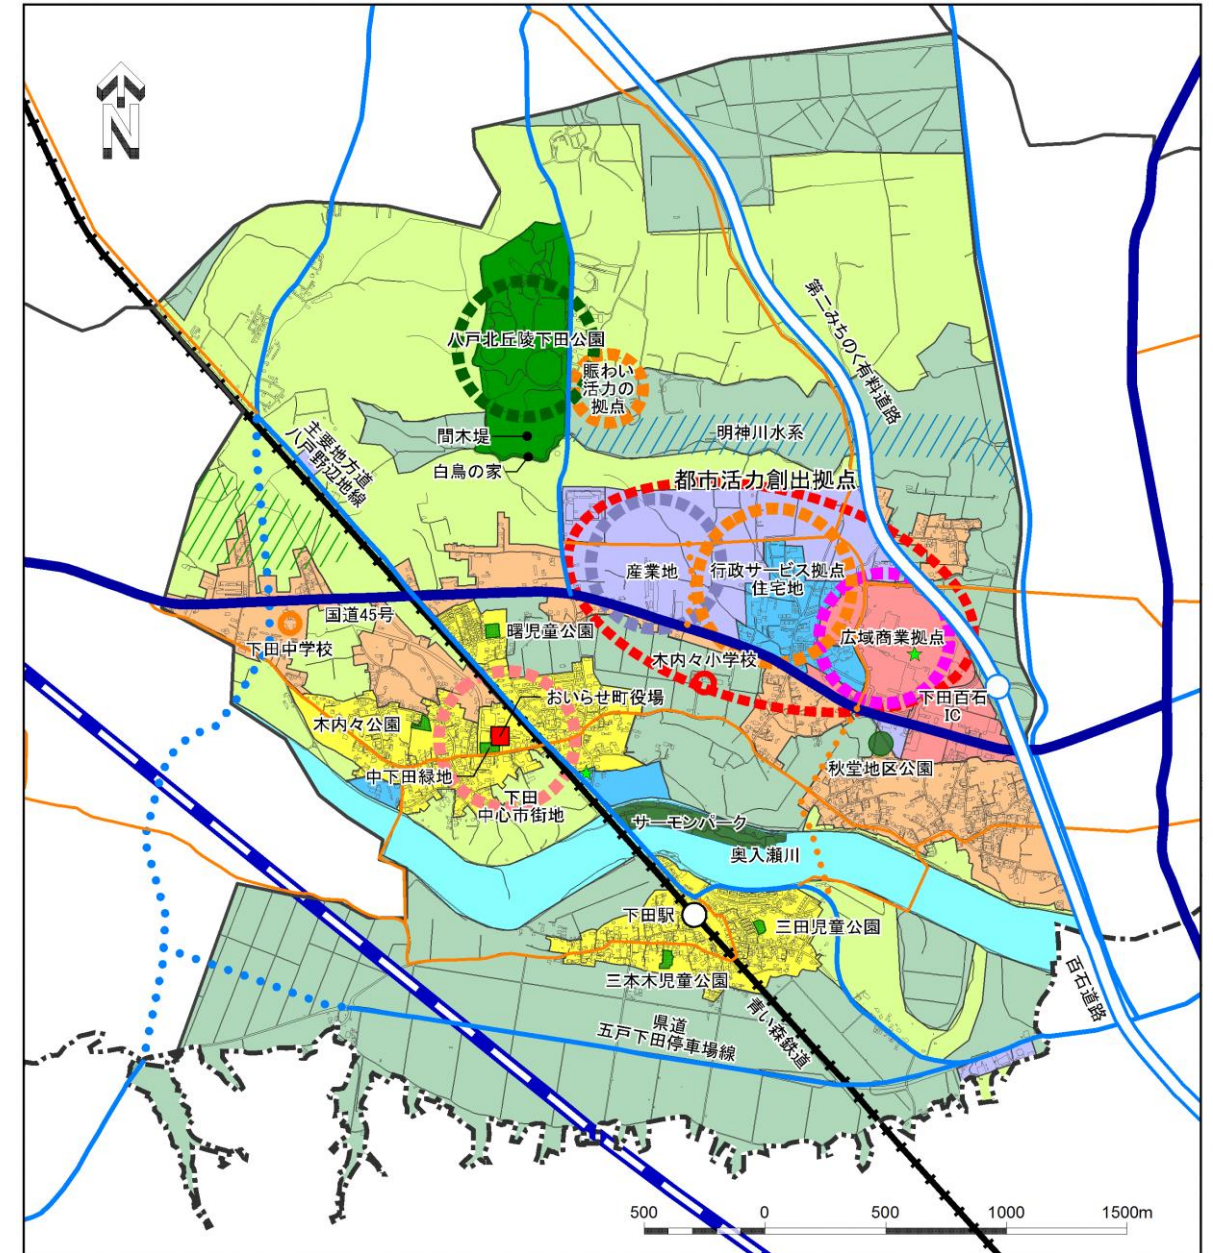 N
第二みちのく有料道路
八戸北丘陵下田公園
賑わい
活力の
拠点
間木堤
白鳥の家
明神川水系
主要地方道
八戸野辺地線
都市活力創出拠点
産業地
行政サービス拠点
住宅地
国道45号
曙児童公園
広域商業拠点
下田中学校
木内々小学校
おいらせ町役場
下田百石
IC
木内々公園
中下田緑地
秋堂地区公園
下田
中心市街地
サーモンパーク
奥入瀬川
下田駅
三田児童公園
三本木児童公園
百石道路
県道
五戸下田停車場線
青い森鉄道
500 0 500 1000 1500m